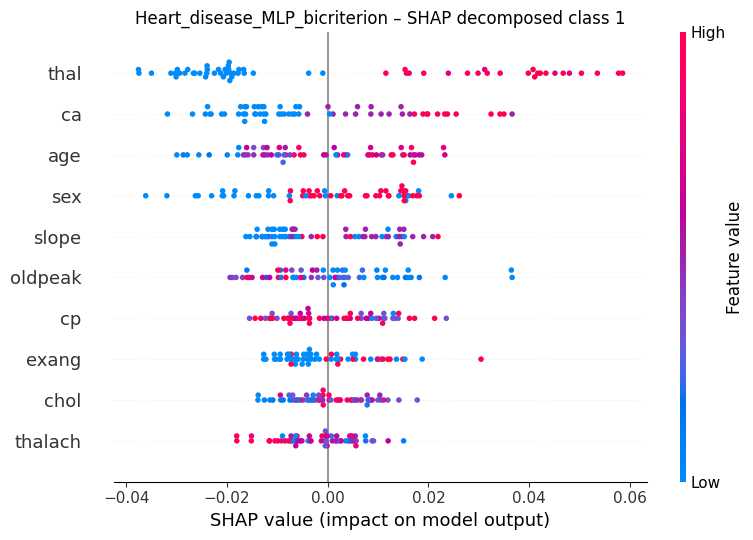 Heart_disease_MLP_bicriterion – SHAP decomposed class 1
High
thal
ca
age
sex
slope
oldpeak
cp
exang
chol
thalach
Feature value
Low
−0.04 −0.02 0.00 0.02 0.04 0.06
SHAP value (impact on model output)